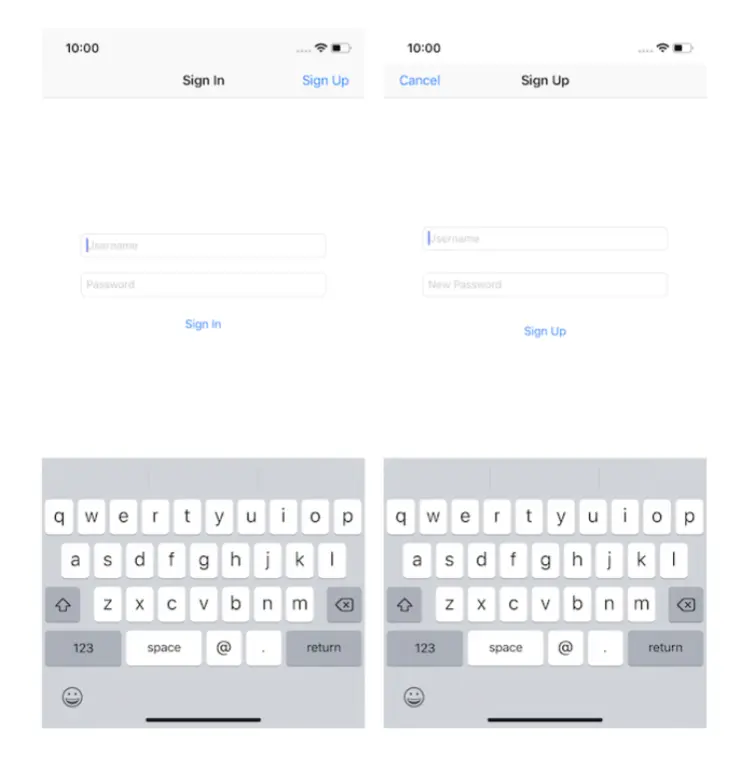 10:00
Sign In Sign Up
Username
Password
Sign In
q w e r t y u i o p
a s d f g h j k l
z x c v b n m
123 space @ . return
10:00
Cancel Sign Up
Username
New Password
Sign Up
q w e r t y u i o p
a s d f g h j k l
z x c v b n m
123 space @ . return